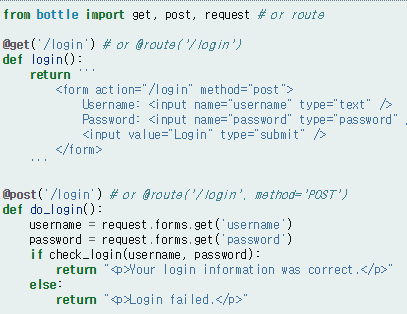 from bottle import get, post, request # or route
@get('/login') # or @route('/login')
def login():
return '''
<form action="/login" method="post">
Username: <input name="username" type="text" />
Password: <input name="password" type="password" /
<input value="Login" type="submit" />
</form>
'''
@post('/login') # or @route('/login', method='POST')
def do_login():
username = request.forms.get('username')
password = request.forms.get('password')
if check_login(username, password):
return "<p>Your login information was correct.</p>"
else:
return "<p>Login failed.</p>"